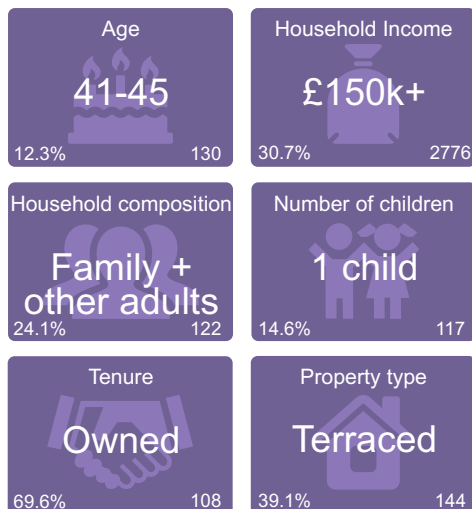 Age
41-45
12.3% 130
Household Income
£150k+
30.7% 2776
Household composition
Family +
other adults
24.1% 122
Number of children
1 child
14.6% 117
Tenure
Owned
69.6% 108
Property type
Terraced
39.1% 144